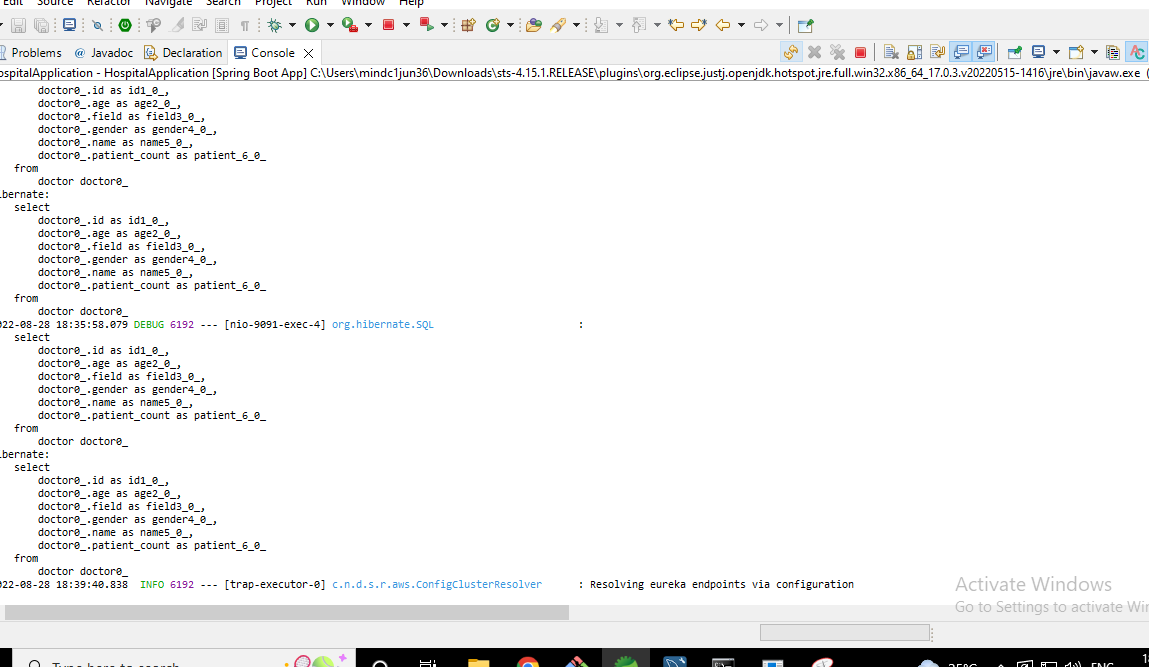 Edit Source Refactor Navigate Search Project Run Window Help
Problems @ Javadoc Declaration Console
ospitalApplication - HospitalApplication [Spring Boot App] C:\Users\mindc1jun36\Downloads\sts-4.15.1.RELEASE\plugins\org.eclipse.justj.openjdk.hotspot.jre.full.win32.x86_64_17.0.3.v20220515-1416\jre\bin\javaw.exe (
doctor0_.id as id1_0_,
doctor0_.age as age2_0_,
doctor0_.field as field3_0_,
doctor0_.gender as gender4_0_,
doctor0_.name as name5_0_,
doctor0_.patient_count as patient_6_0_
from
doctor doctor0_
ibernate:
select
doctor0_.id as id1_0_,
doctor0_.age as age2_0_,
doctor0_.field as field3_0_,
doctor0_.gender as gender4_0_,
doctor0_.name as name5_0_,
doctor0_.patient_count as patient_6_0_
from
doctor doctor0_
022-08-28 18:35:58.079 DEBUG 6192 --- [nio-9091-exec-4] org.hibernate.SQL :
select
doctor0_.id as id1_0_,
doctor0_.age as age2_0_,
doctor0_.field as field3_0_,
doctor0_.gender as gender4_0_,
doctor0_.name as name5_0_,
doctor0_.patient_count as patient_6_0_
from
doctor doctor0_
ibernate:
select
doctor0_.id as id1_0_,
doctor0_.age as age2_0_,
doctor0_.field as field3_0_,
doctor0_.gender as gender4_0_,
doctor0_.name as name5_0_,
doctor0_.patient_count as patient_6_0_
from
doctor doctor0_
022-08-28 18:39:40.838 INFO 6192 --- [trap-executor-0] c.n.d.s.r.aws.ConfigClusterResolver : Resolving eureka endpoints via configuration
Activate Windows
Go to Settings to activate Win
Type here to search
25°C ENG